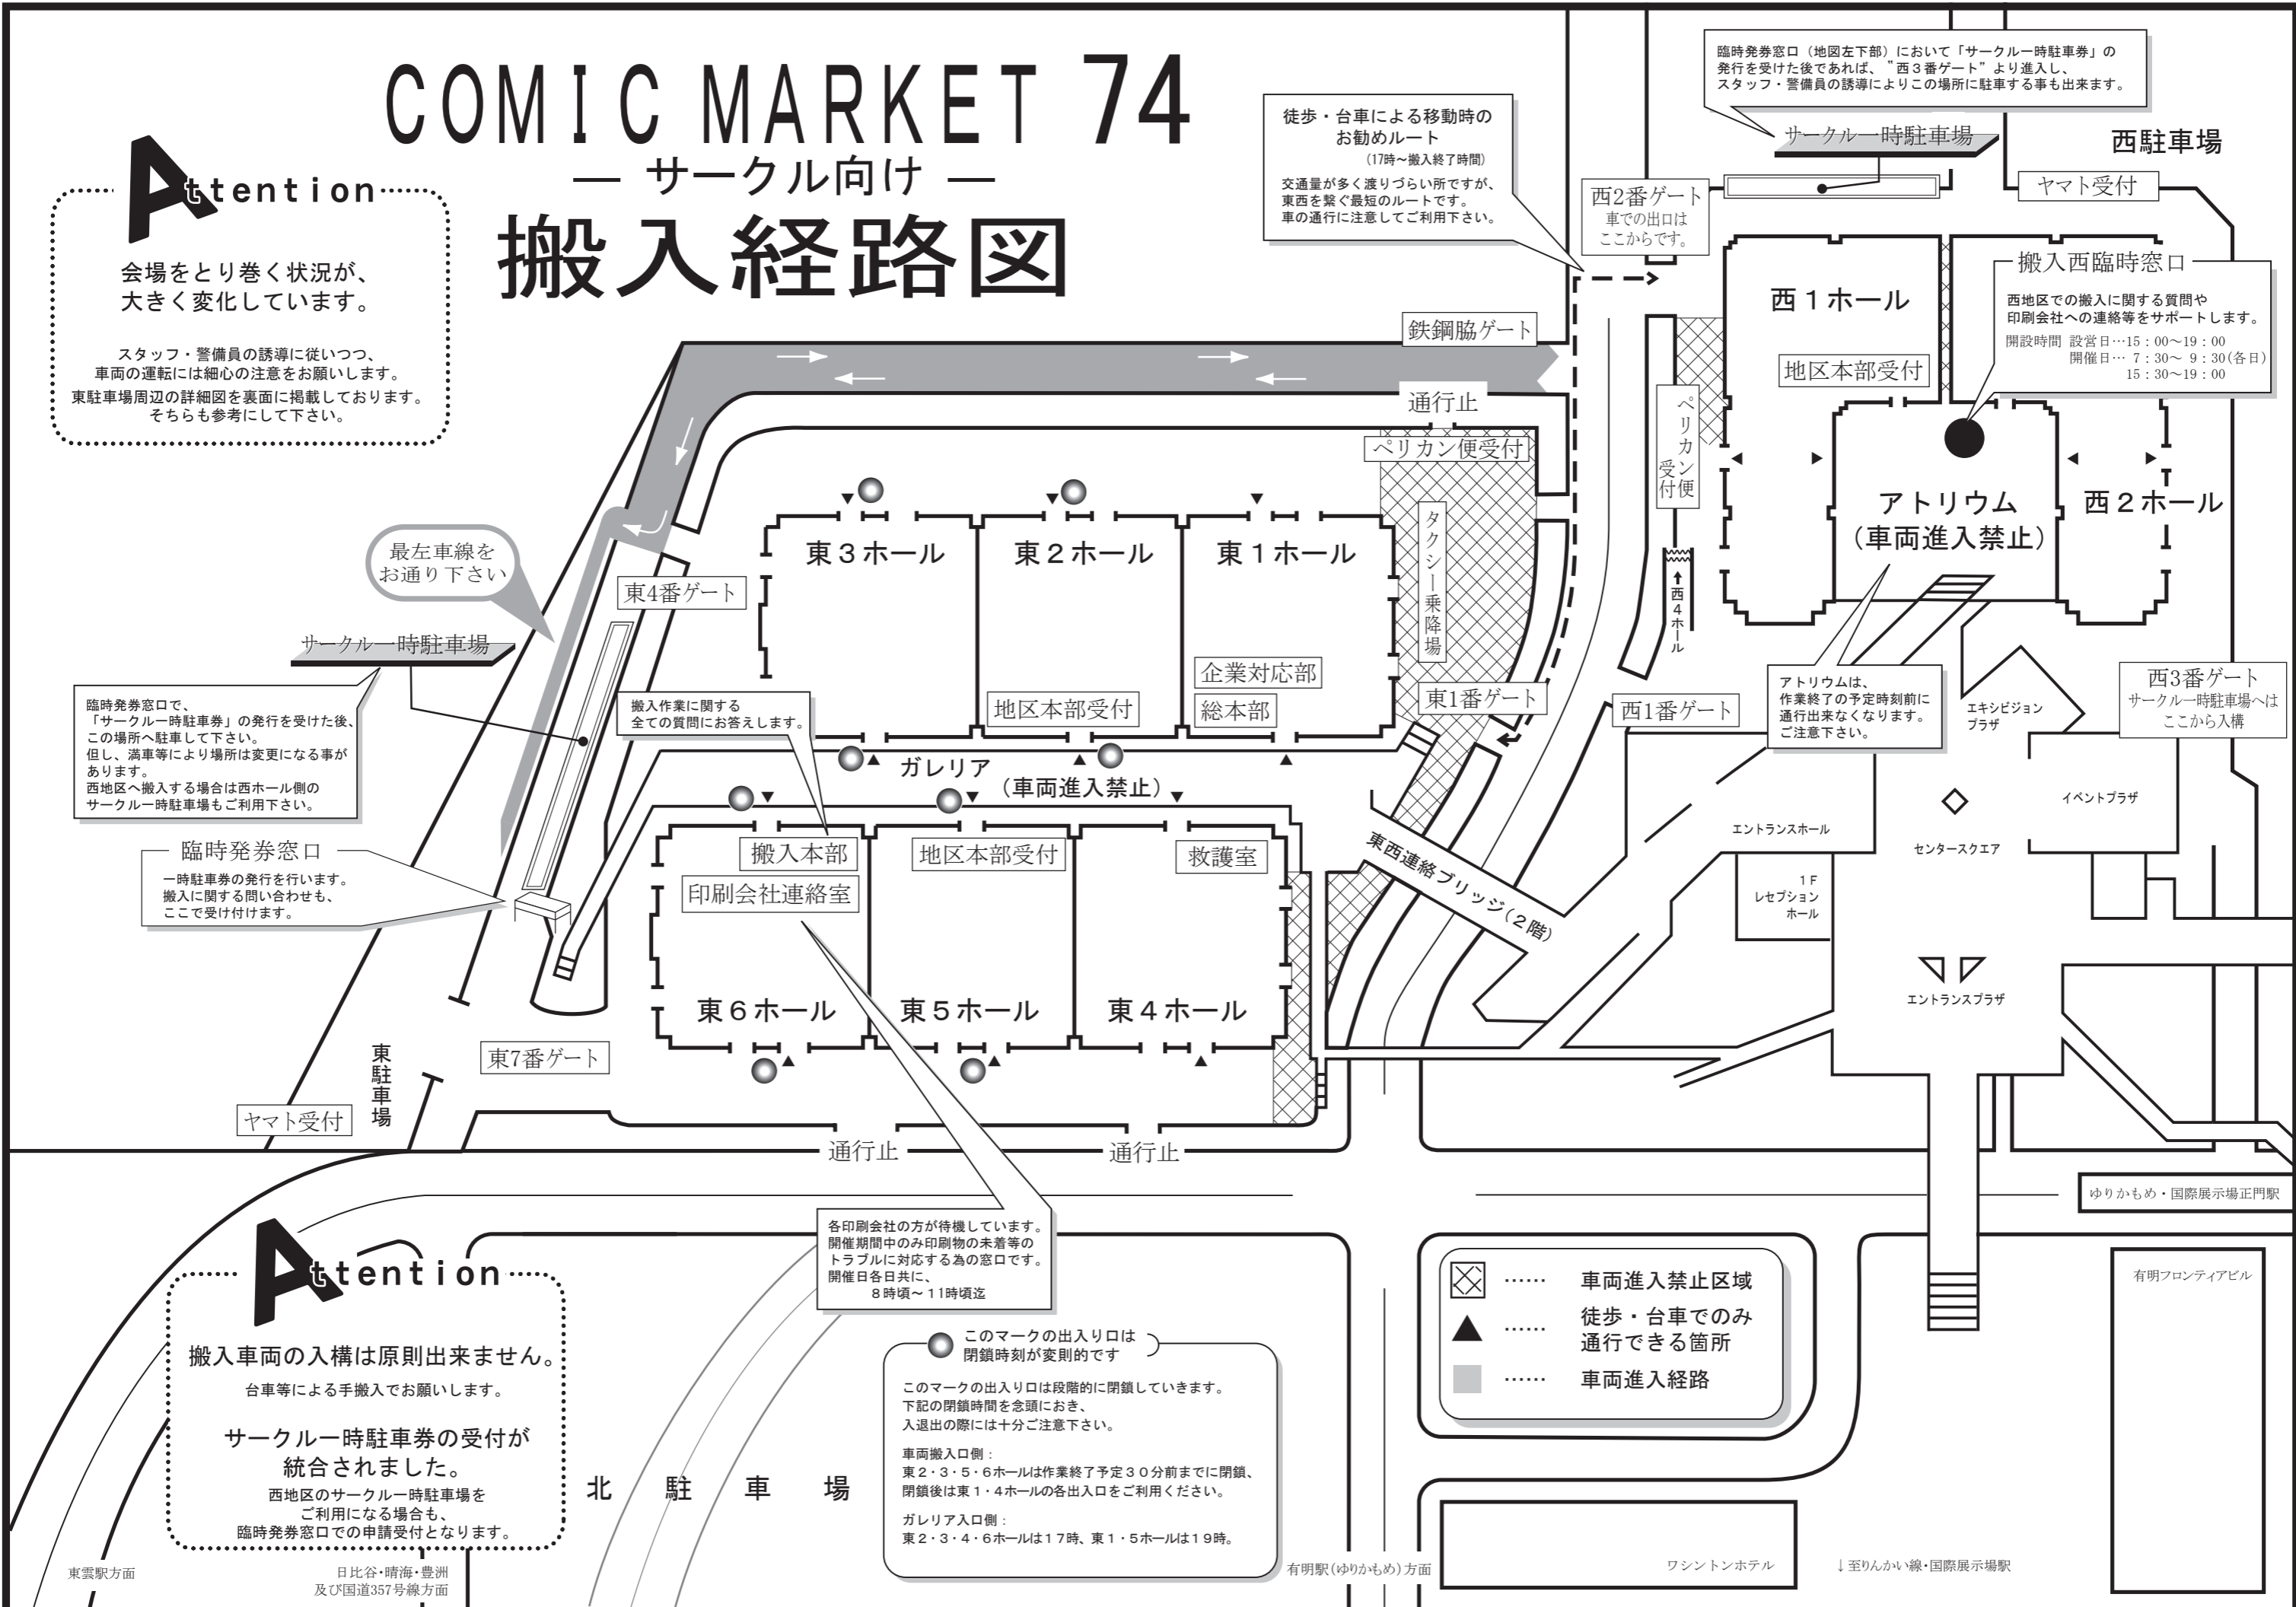 COMIC MARKET 74
― サークル向け ―
搬入経路図
Attention
会場をとり巻く状況が、
大きく変化しています。
スタッフ・警備員の誘導に従いつつ、
車両の運転には細心の注意をお願いします。
東駐車場周辺の詳細図を裏面に掲載しております。
そちらも参考にして下さい。
徒歩・台車による移動時の
お勧めルート
(17時～搬入終了時間)
交通量が多く渡りづらい所ですが、
東西を繋ぐ最短のルートです。
車の通行に注意してご利用下さい。
臨時発券窓口（地図左下部）において「サークル一時駐車券」の
発行を受けた後であれば、"西３番ゲート”より進入し、
スタッフ・警備員の誘導によりこの場所に駐車する事も出来ます。
サークル一時駐車場
西駐車場
ヤマト受付
西2番ゲート
車での出口は
ここからです。
西１ホール
搬入西臨時窓口
西地区での搬入に関する質問や
印刷会社への連絡等をサポートします。
開設時間 設営日…15：00～19：00
開催日… 7：30～ 9：30(各日)
15：30～19：00
地区本部受付
鉄鋼脇ゲート
通行止
ペリカン便受付
ペリカン便
受付
タクシー乗降場
アトリウム
（車両進入禁止）
西２ホール
↑西４ホール
東３ホール
東２ホール
東１ホール
最左車線を
お通り下さい
東4番ゲート
サークル一時駐車場
臨時発券窓口で、
「サークル一時駐車券」の発行を受けた後、
この場所へ駐車して下さい。
但し、満車等により場所は変更になる事が
あります。
西地区へ搬入する場合は西ホール側の
サークル一時駐車場もご利用下さい。
搬入作業に関する
全ての質問にお答えします。
企業対応部
地区本部受付
総本部
東1番ゲート
西1番ゲート
アトリウムは、
作業終了の予定時刻前に
通行出来なくなります。
ご注意下さい。
エキシビジョン
プラザ
西3番ゲート
サークル一時駐車場へは
ここから入構
ガレリア
（車両進入禁止）
イベントプラザ
エントランスホール
センタースクエア
東西連絡ブリッジ（２階）
１Ｆ
レセプション
ホール
エントランスプラザ
臨時発券窓口
一時駐車券の発行を行います。
搬入に関する問い合わせも、
ここで受け付けます。
搬入本部
地区本部受付
救護室
印刷会社連絡室
東６ホール
東５ホール
東４ホール
東7番ゲート
東駐車場
ヤマト受付
通行止
通行止
ゆりかもめ・国際展示場正門駅
有明フロンティアビル
各印刷会社の方が待機しています。
開催期間中のみ印刷物の未着等の
トラブルに対応する為の窓口です。
開催日各日共に、
８時頃～11時頃迄
Attention
搬入車両の入構は原則出来ません。
台車等による手搬入でお願いします。
サークル一時駐車券の受付が
統合されました。
西地区のサークル一時駐車場を
ご利用になる場合も、
臨時発券窓口での申請受付となります。
北駐車場
このマークの出入り口は
閉鎖時刻が変則的です
このマークの出入り口は段階的に閉鎖していきます。
下記の閉鎖時間を念頭におき、
入退出の際には十分ご注意下さい。
車両搬入口側：
東２・３・５・６ホールは作業終了予定３０分前までに閉鎖、
閉鎖後は東１・４ホールの各出入口をご利用ください。
ガレリア入口側：
東２・３・４・６ホールは１７時、東１・５ホールは１９時。
…… 車両進入禁止区域
…… 徒歩・台車でのみ
通行できる箇所
…… 車両進入経路
東雲駅方面
日比谷・晴海・豊洲
及び国道357号線方面
有明駅（ゆりかもめ）方面
ワシントンホテル
↓至りんかい線・国際展示場駅